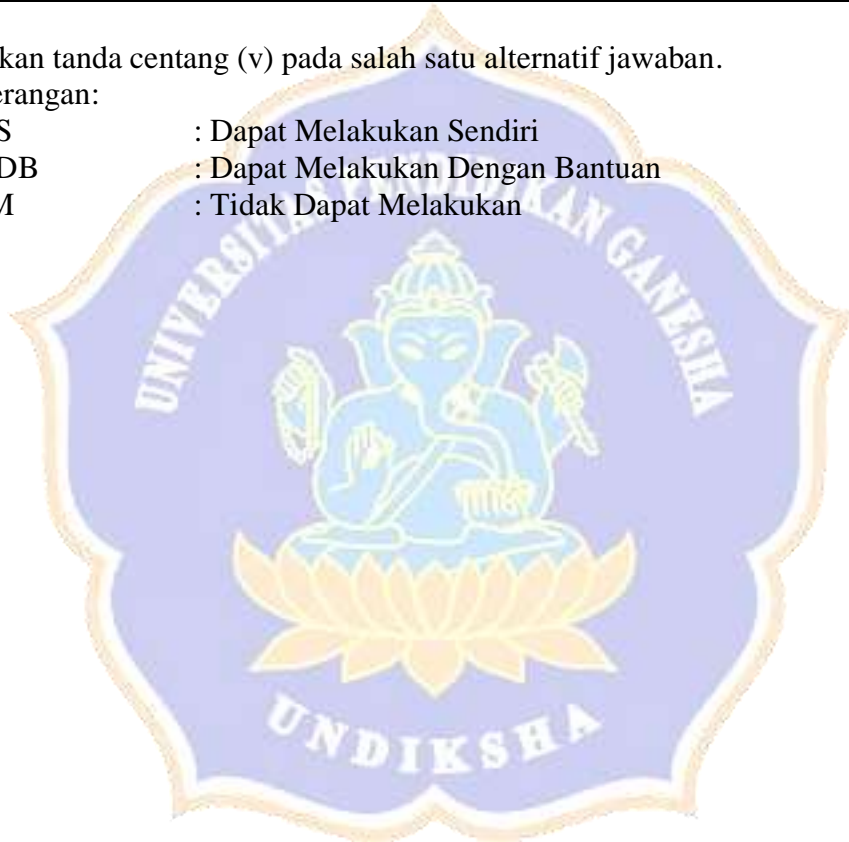 kan tanda centang (v) pada salah satu alternatif jawaban.
erangan:
S : Dapat Melakukan Sendiri
DB : Dapat Melakukan Dengan Bantuan
M : Tidak Dapat Melakukan
UNIVERSITAS PENDIDIKAN GANESHA
UNDIKSHA